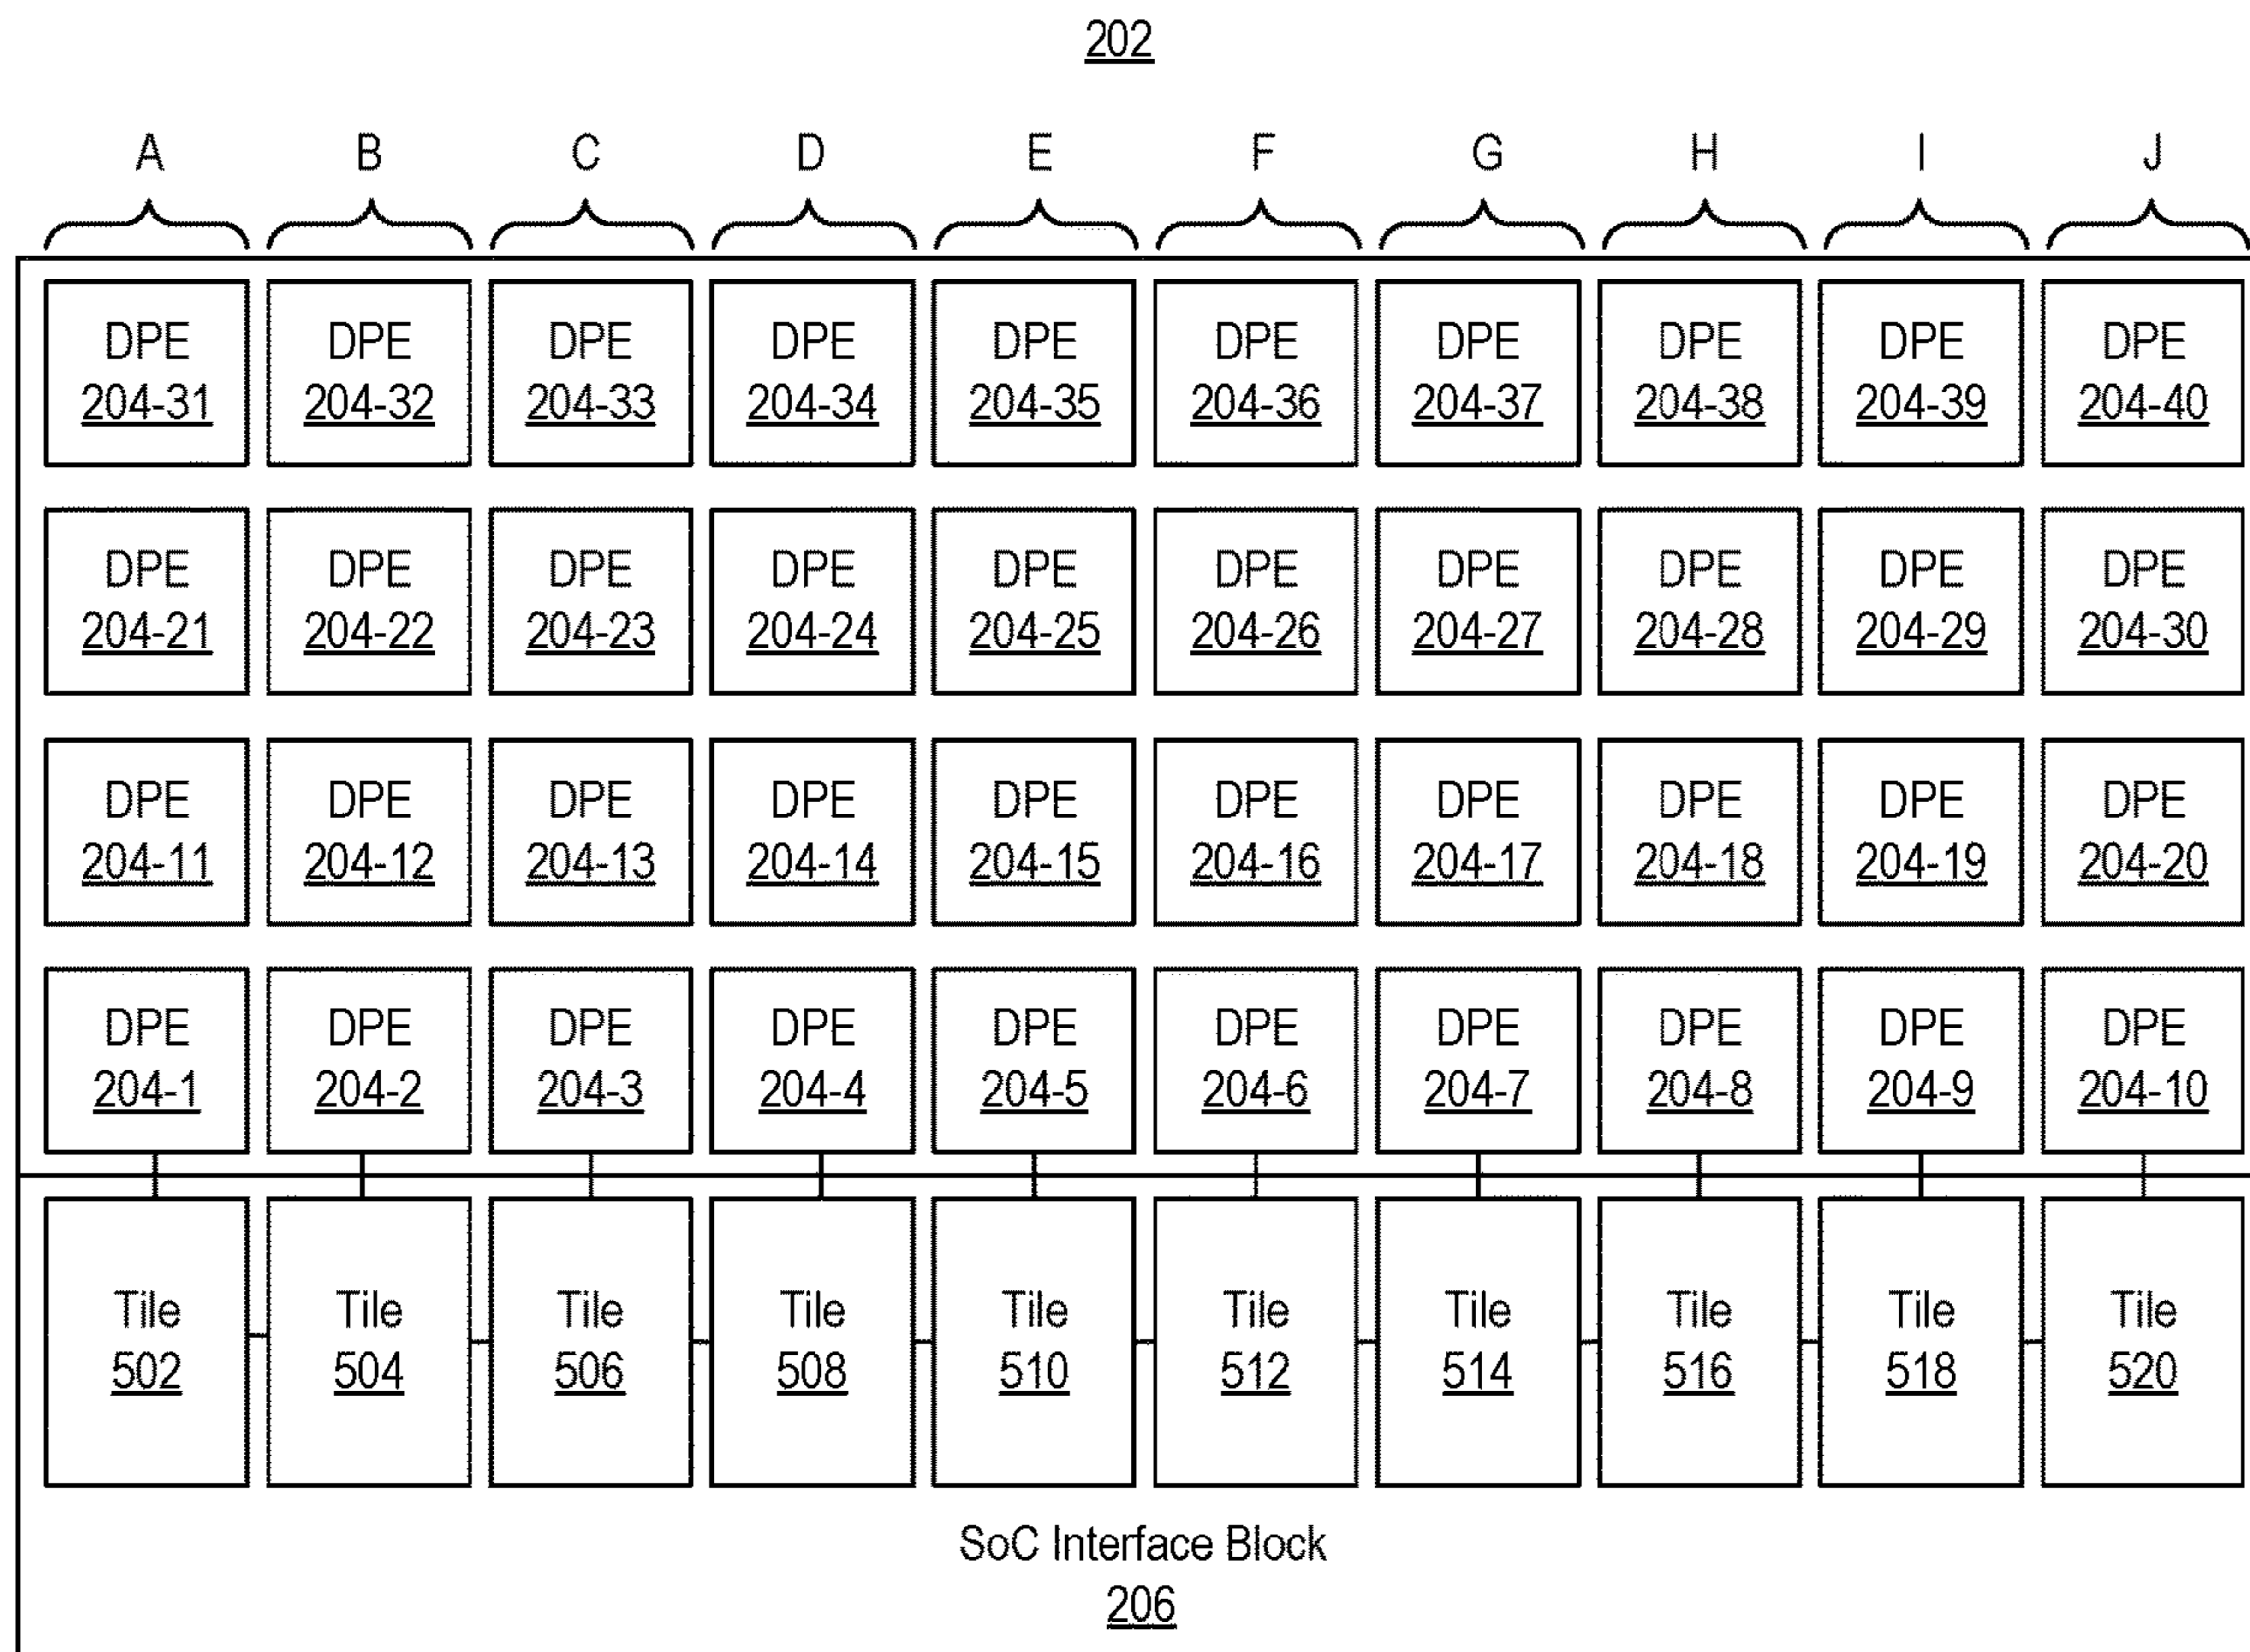 202
A B C D E F G H I J
DPE DPE DPE DPE DPE DPE DPE DPE DPE DPE
204-31 204-32 204-33 204-34 204-35 204-36 204-37 204-38 204-39 204-40
DPE DPE DPE DPE DPE DPE DPE DPE DPE DPE
204-21 204-22 204-23 204-24 204-25 204-26 204-27 204-28 204-29 204-30
DPE DPE DPE DPE DPE DPE DPE DPE DPE DPE
204-11 204-12 204-13 204-14 204-15 204-16 204-17 204-18 204-19 204-20
DPE DPE DPE DPE DPE DPE DPE DPE DPE DPE
204-1 204-2 204-3 204-4 204-5 204-6 204-7 204-8 204-9 204-10
Tile Tile Tile Tile Tile Tile Tile Tile Tile Tile
502 504 506 508 510 512 514 516 518 520
SoC Interface Block
206